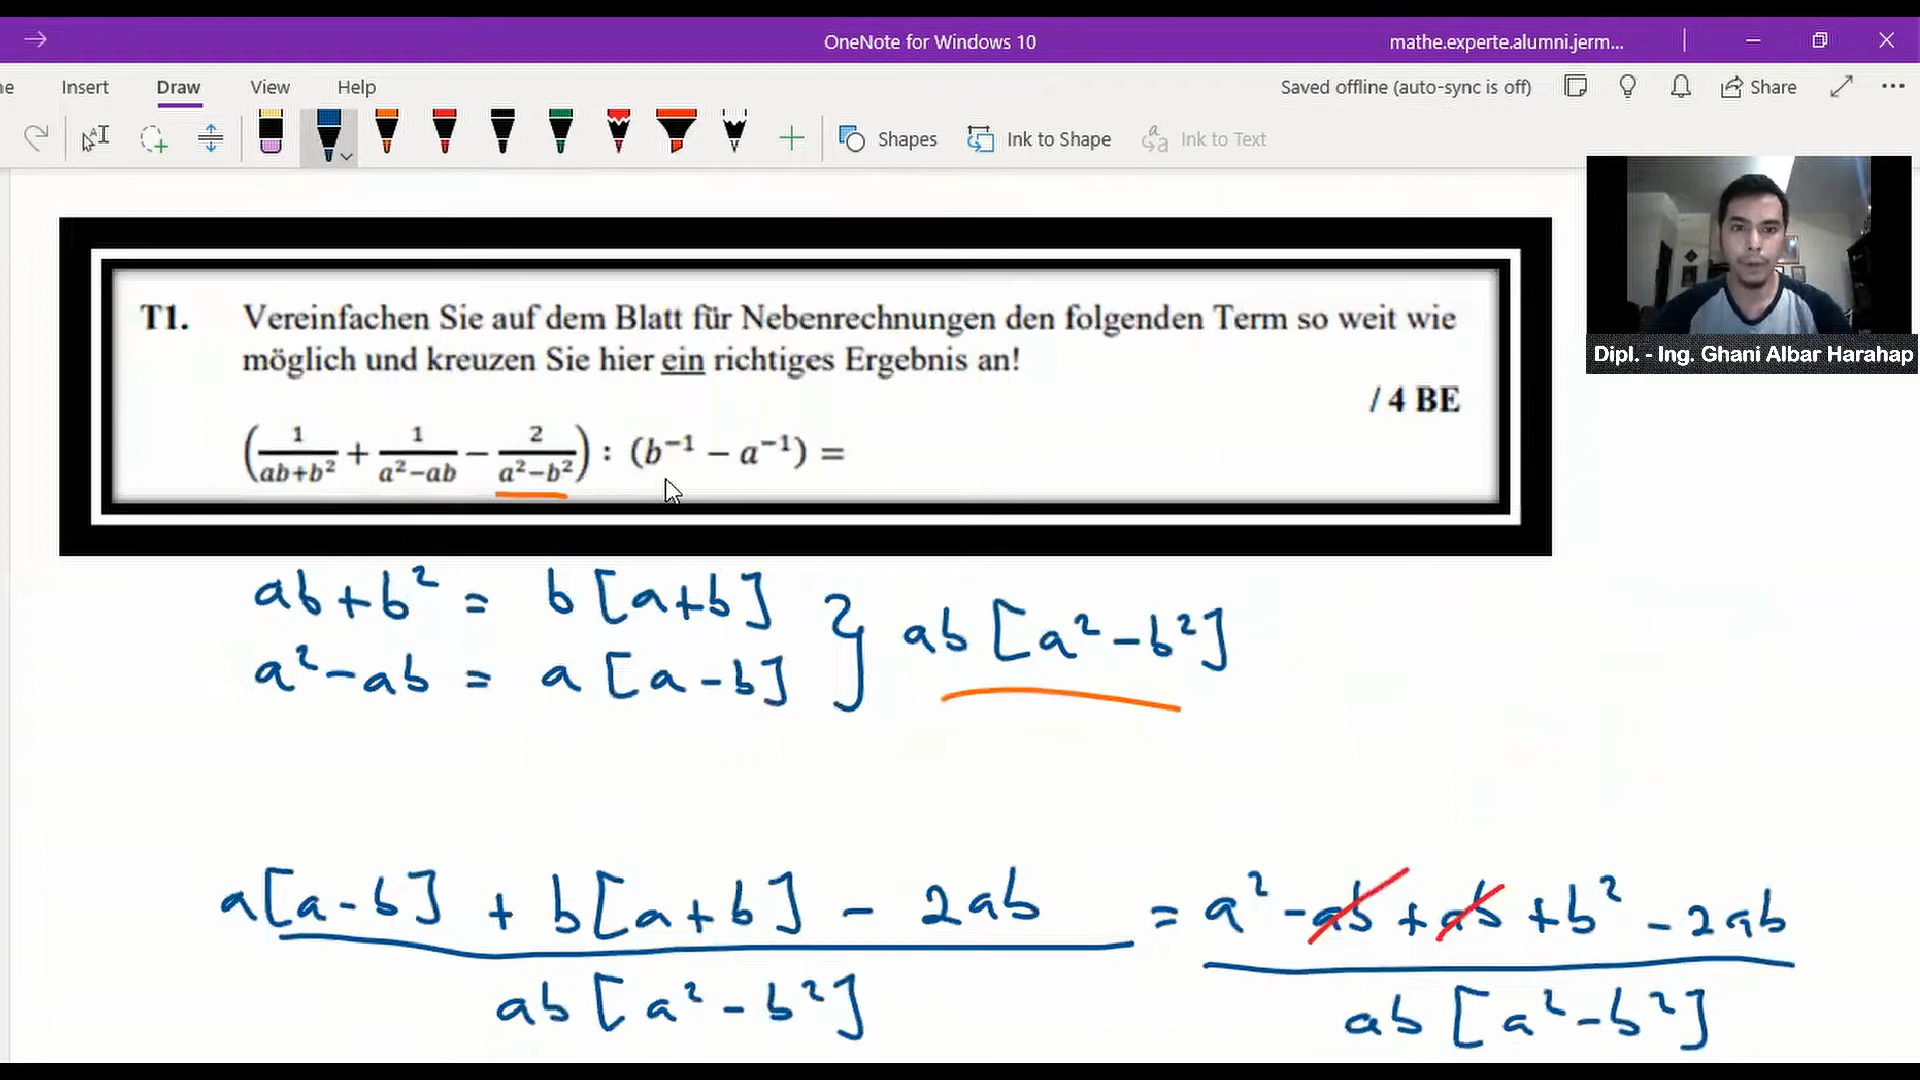 OneNote for Windows 10
mathe.experte.alumni.jerm...
Insert Draw View Help
Saved offline (auto-sync is off) Share
Shapes Ink to Shape Ink to Text
T1. Vereinfachen Sie auf dem Blatt für Nebenrechnungen den folgenden Term so weit wie
möglich und kreuzen Sie hier ein richtiges Ergebnis an!
/ 4 BE
(1/(ab+b²) + 1/(a²−ab) − 2/(a²−b²)) : (b⁻¹ − a⁻¹) =
Dipl. - Ing. Ghani Albar Harahap
ab+b² = b[a+b]
a²-ab = a[a-b]
} ab[a²-b²]
a[a-b] + b[a+b] - 2ab = a² -ab +ab +b² - 2ab
ab[a²-b²] ab[a²-b²]